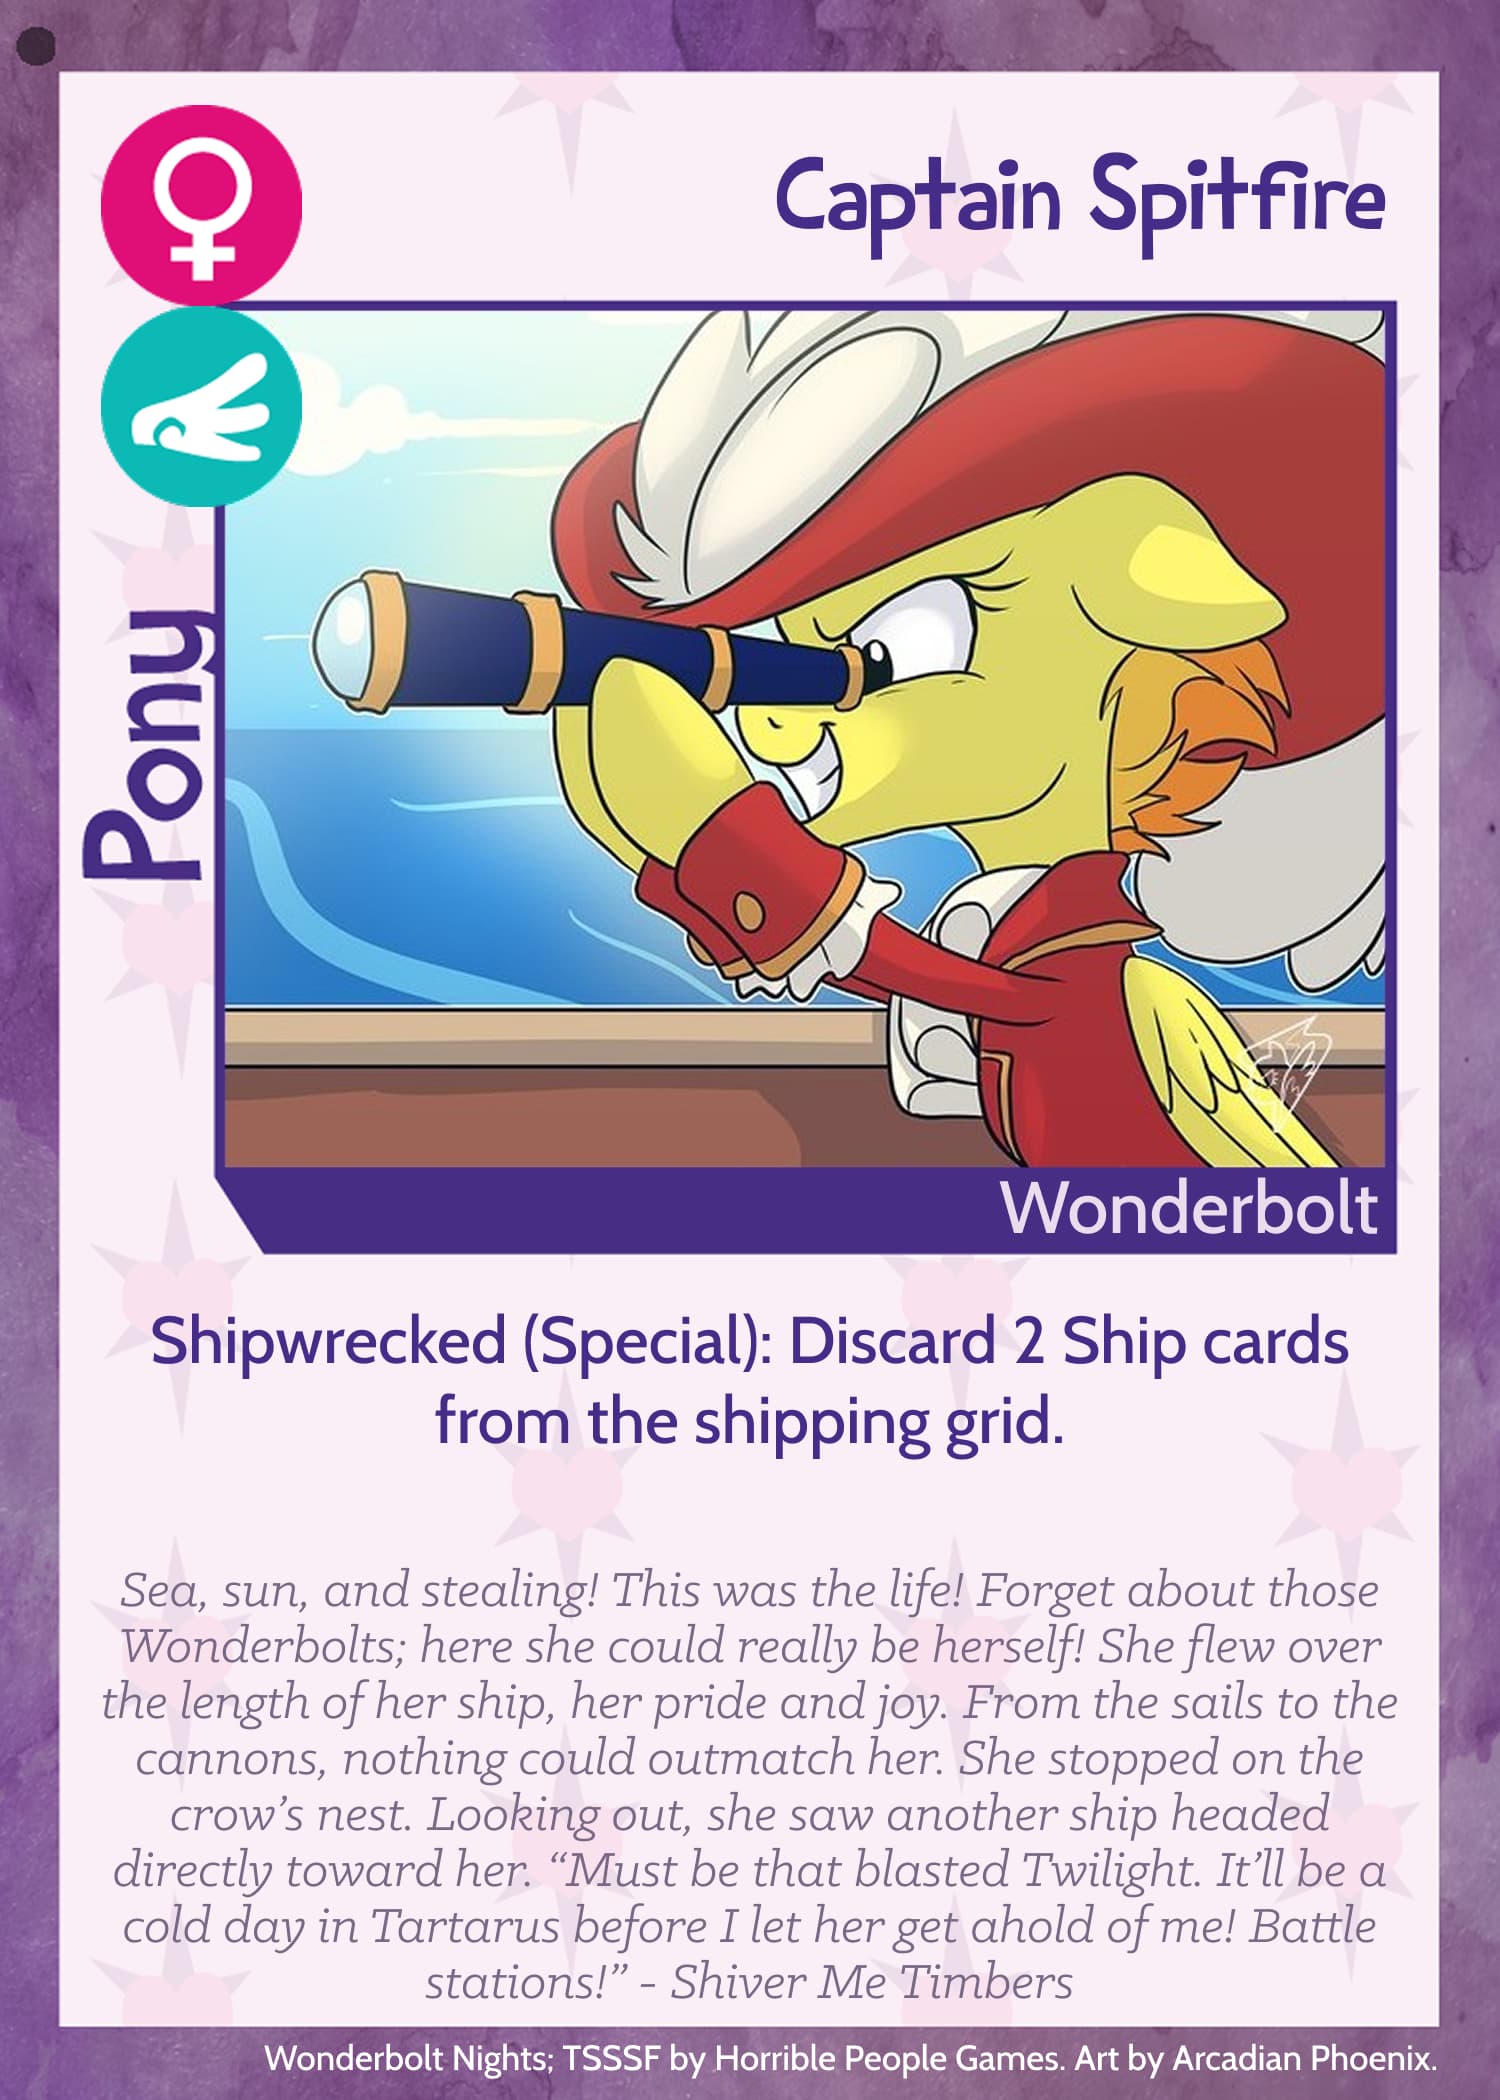 Captain Spitfire
Pony
Wonderbolt
Shipwrecked (Special): Discard 2 Ship cards
from the shipping grid.
Sea, sun, and stealing! This was the life! Forget about those
Wonderbolts; here she could really be herself! She flew over
the length of her ship, her pride and joy. From the sails to the
cannons, nothing could outmatch her. She stopped on the
crow’s nest. Looking out, she saw another ship headed
directly toward her. “Must be that blasted Twilight. It’ll be a
cold day in Tartarus before I let her get ahold of me! Battle
stations!” - Shiver Me Timbers
Wonderbolt Nights; TSSSF by Horrible People Games. Art by Arcadian Phoenix.